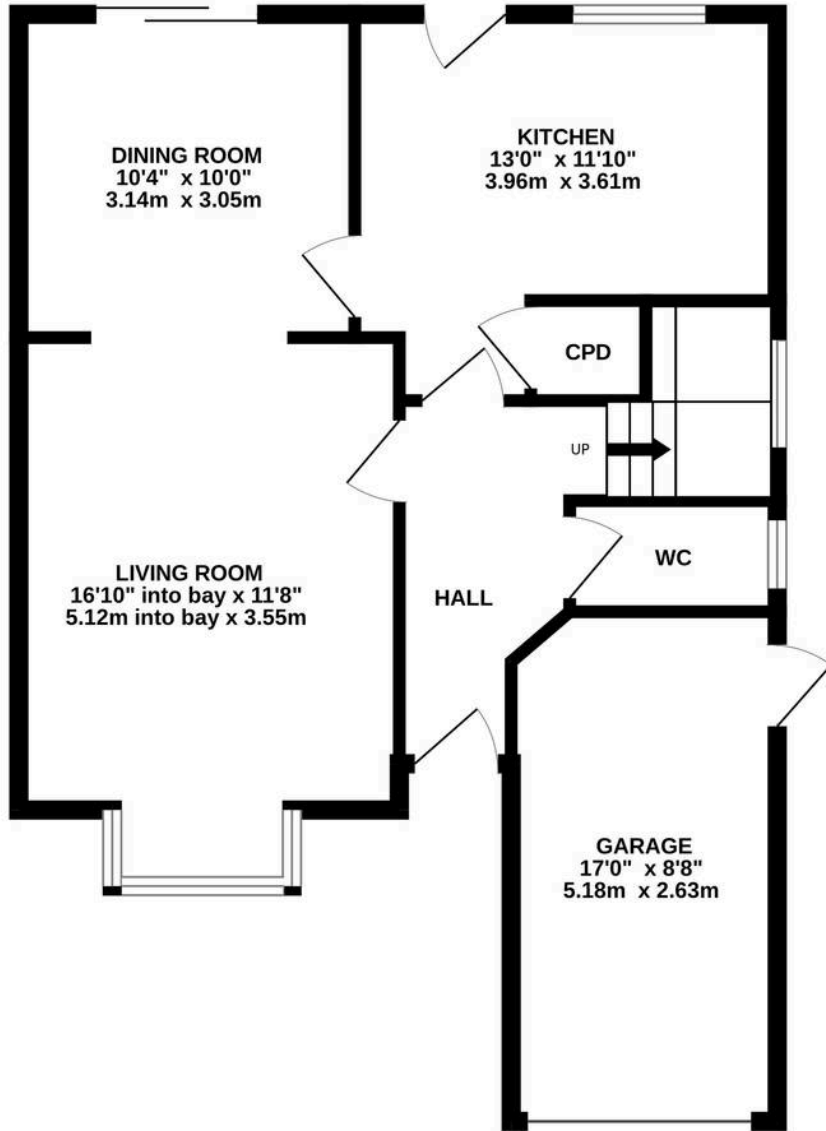 DINING ROOM
10'4" x 10'0"
3.14m x 3.05m
KITCHEN
13'0" x 11'10"
3.96m x 3.61m
CPD
UP
WC
LIVING ROOM
16'10" into bay x 11'8"
5.12m into bay x 3.55m
HALL
GARAGE
17'0" x 8'8"
5.18m x 2.63m